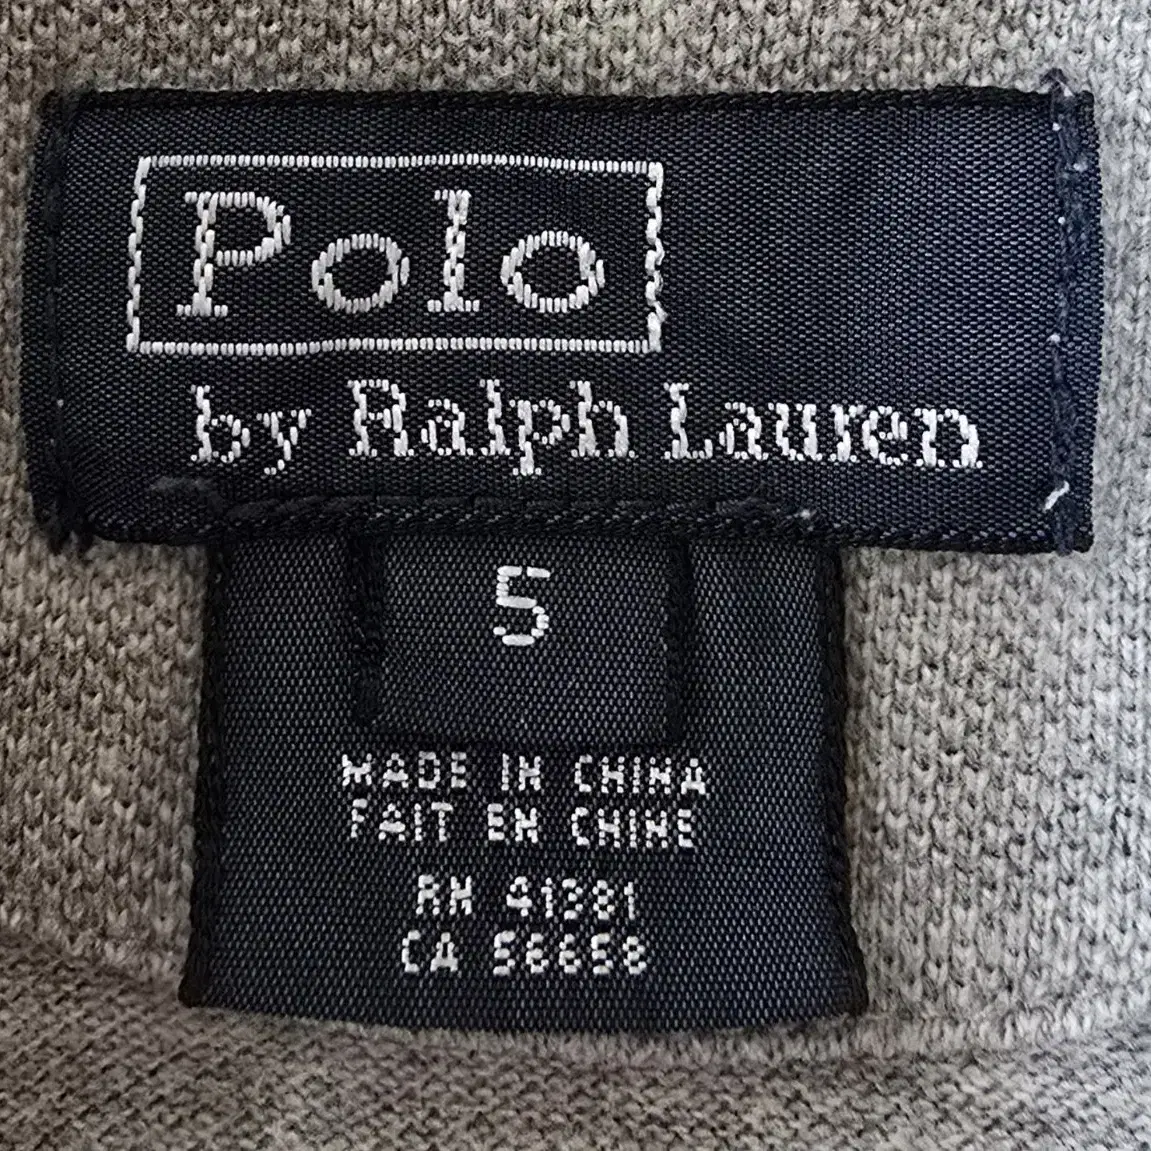 Polo
by Ralph Lauren
5
MADE IN CHINA
FAIT EN CHINE
RN 41381
CA 56658